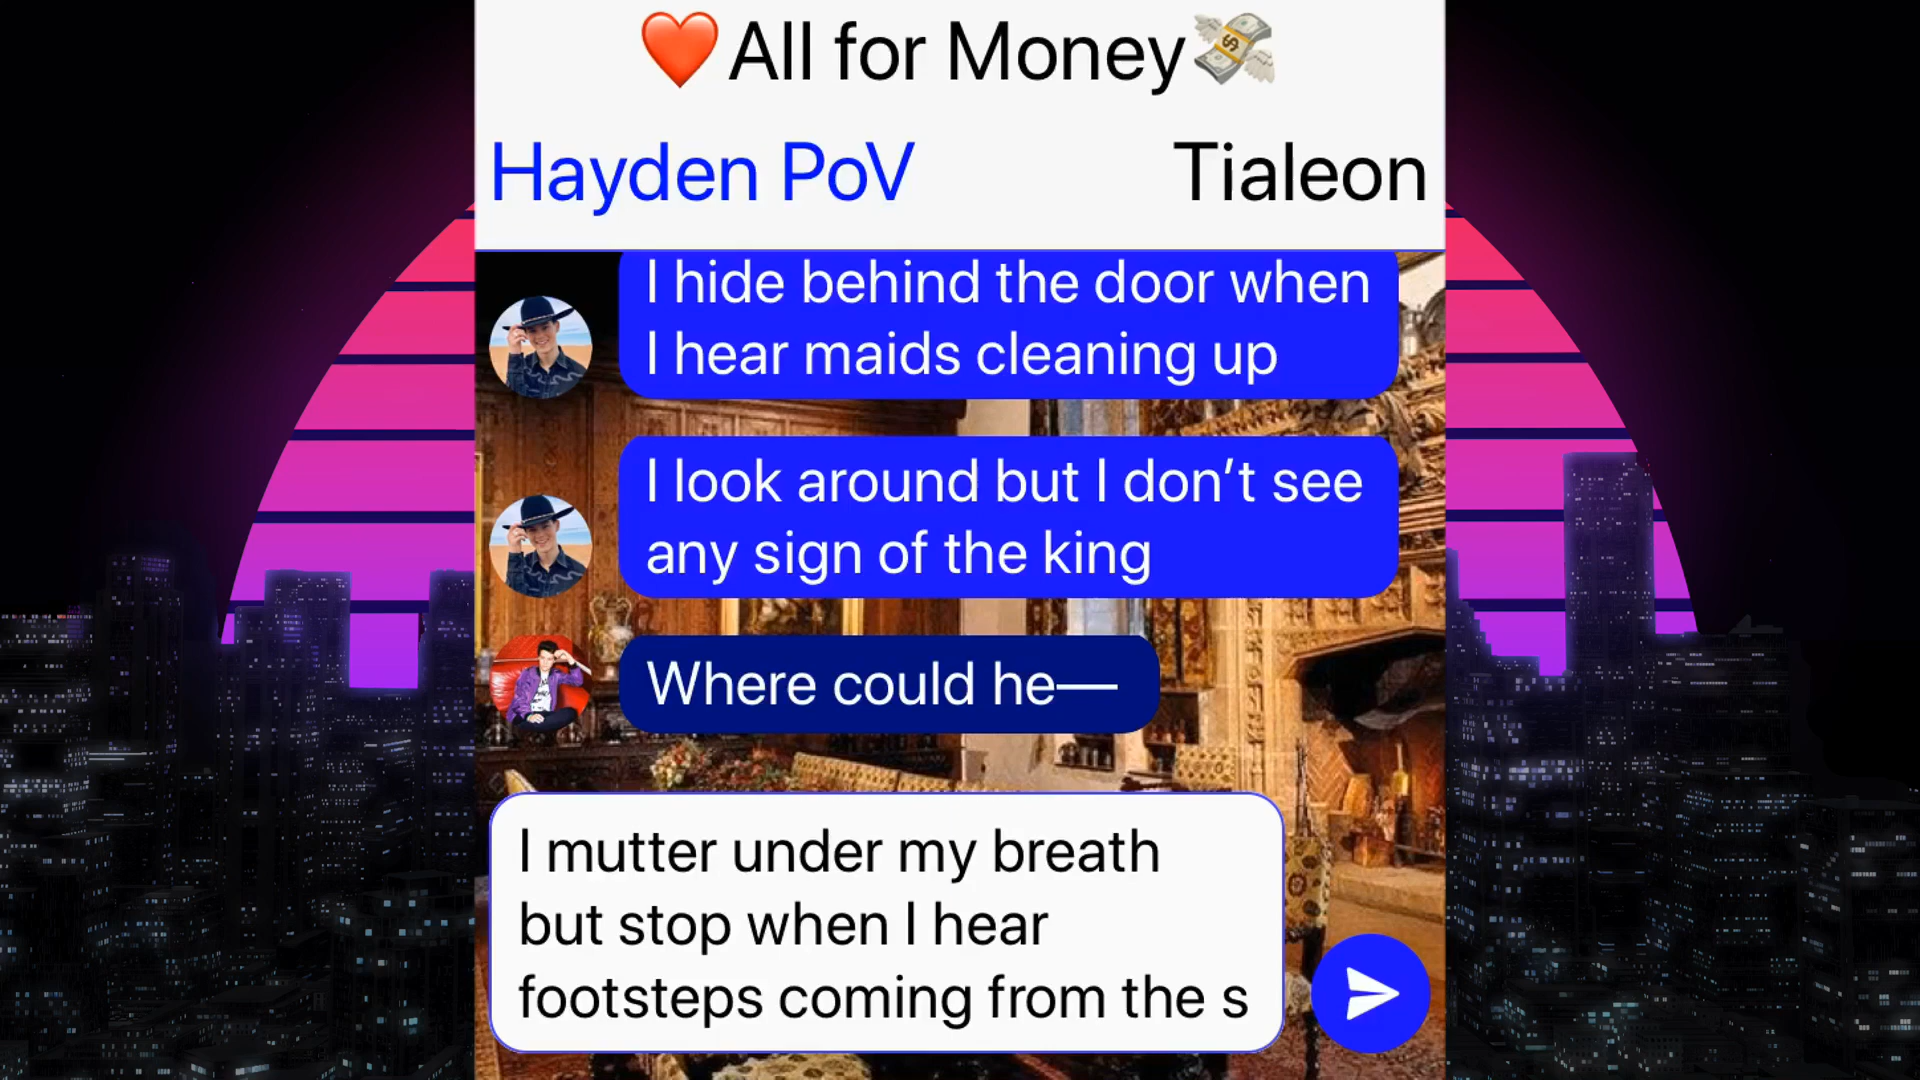 ❤️All for Money💸
Hayden PoV
Tialeon
I hide behind the door when
I hear maids cleaning up
I look around but I don’t see
any sign of the king
Where could he—
I mutter under my breath
but stop when I hear
footsteps coming from the s